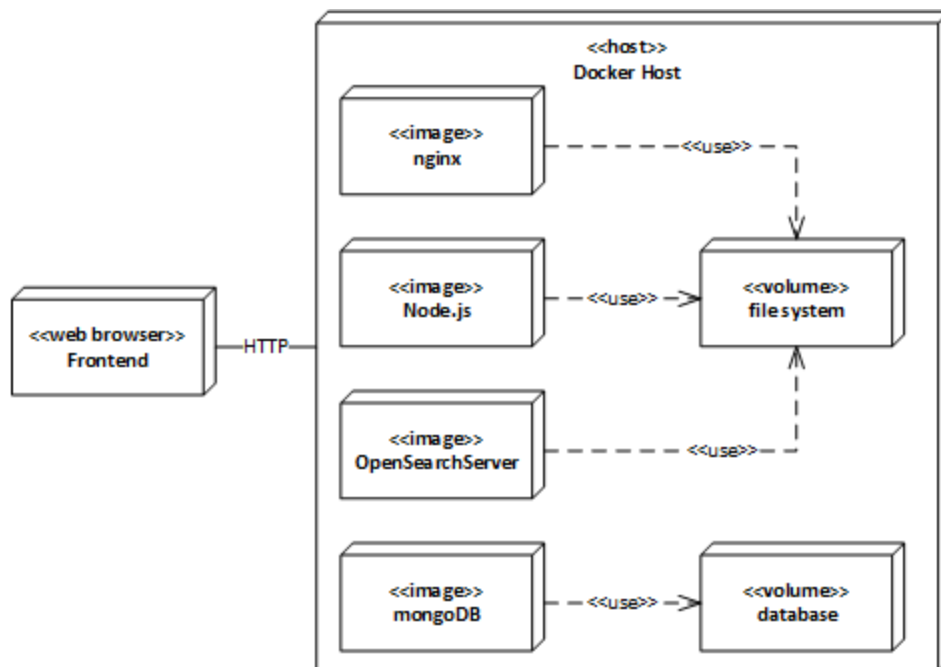 <<host>>
Docker Host
<<image>>
nginx
<<use>>
<<image>>
Node.js
<<use>>
<<volume>>
file system
<<web browser>>
Frontend
HTTP
<<image>>
OpenSearchServer
<<use>>
<<image>>
mongoDB
<<use>>
<<volume>>
database